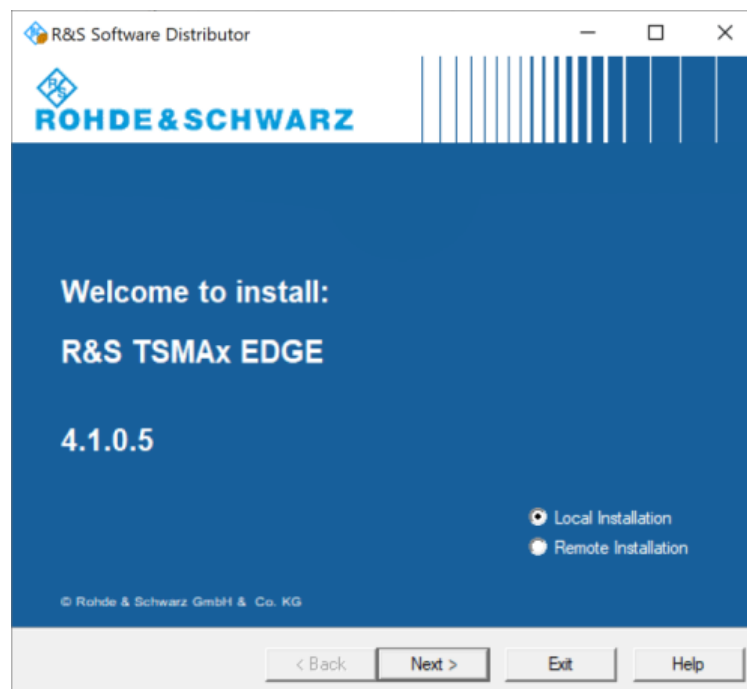 R&S Software Distributor
R&S
ROHDE&SCHWARZ
Welcome to install:
R&S TSMAx EDGE
4.1.0.5
Local Installation
Remote Installation
© Rohde & Schwarz GmbH & Co. KG
< Back
Next >
Exit
Help